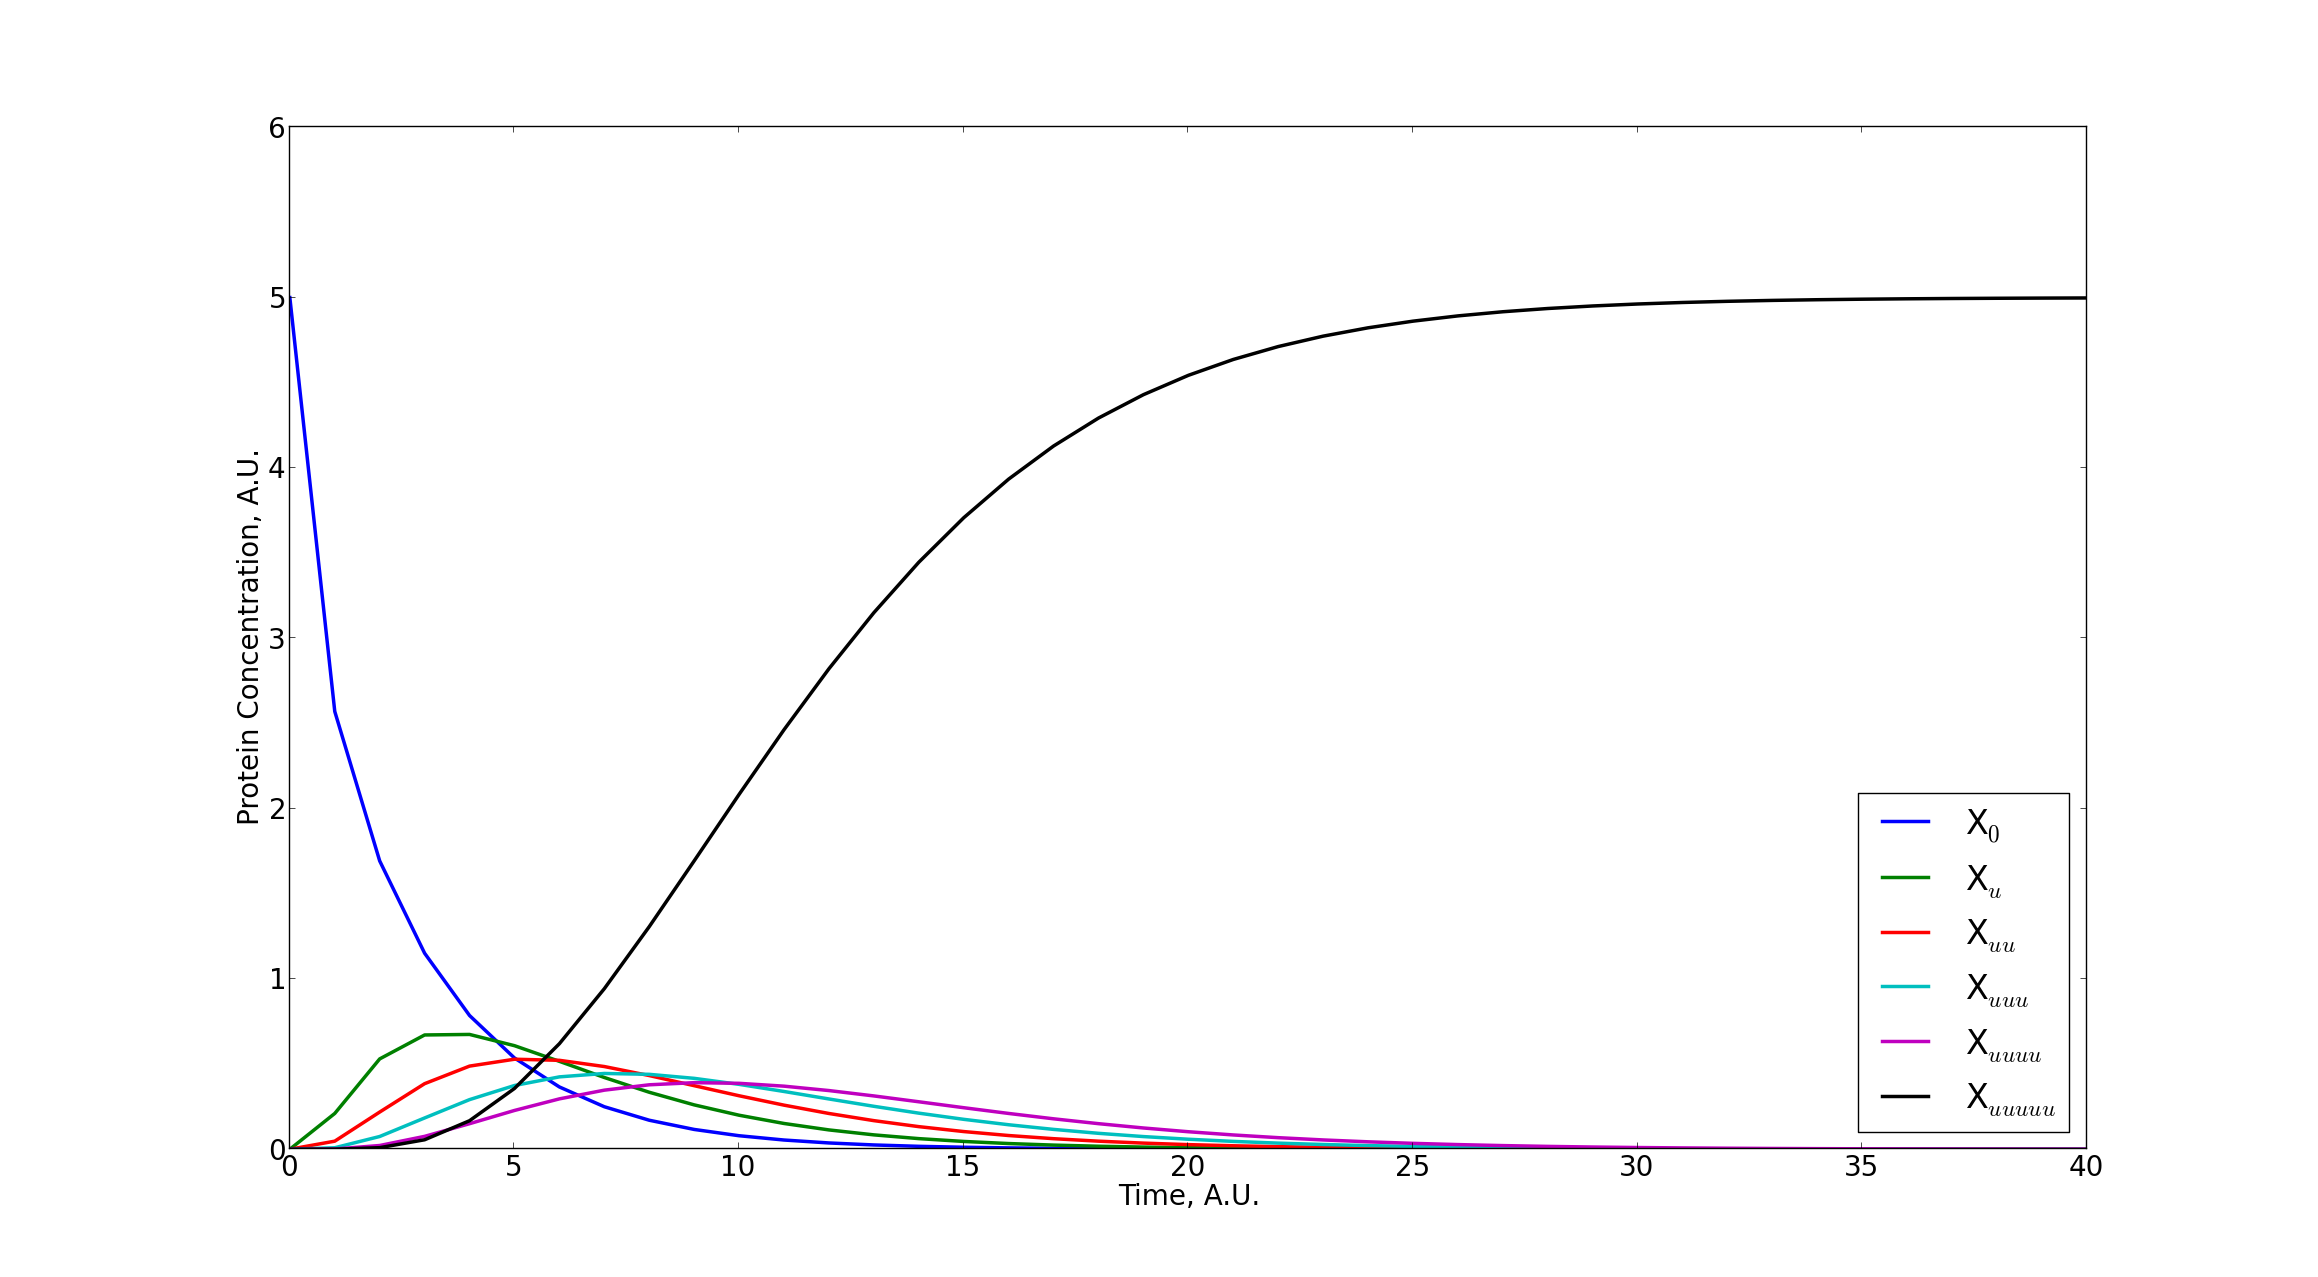 6
5
4
3
2
1
0
Protein Concentration, A.U.
0 5 10 15 20 25 30 35 40
Time, A.U.
X₀
Xᵤ
Xᵤᵤ
Xᵤᵤᵤ
Xᵤᵤᵤᵤ
Xᵤᵤᵤᵤᵤ